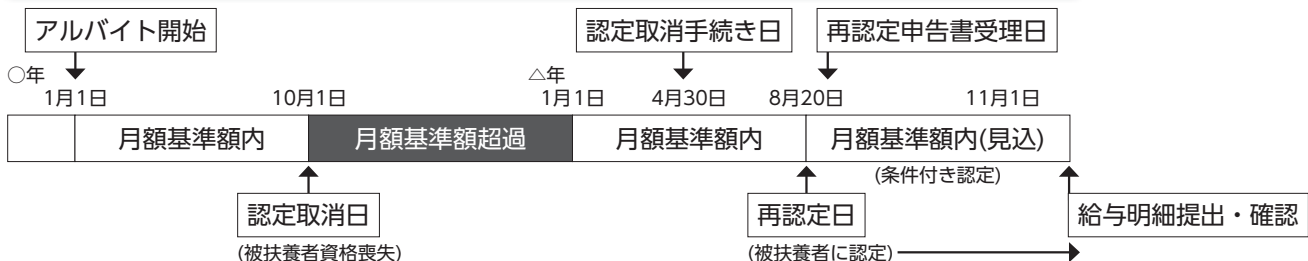 アルバイト開始
認定取消手続き日
再認定申告書受理日
○年
△年
1月1日
10月1日
1月1日
4月30日
8月20日
11月1日
月額基準額内
月額基準額超過
月額基準額内
月額基準額内(見込)
(条件付き認定)
認定取消日
再認定日
給与明細提出・確認
(被扶養者資格喪失)
(被扶養者に認定)